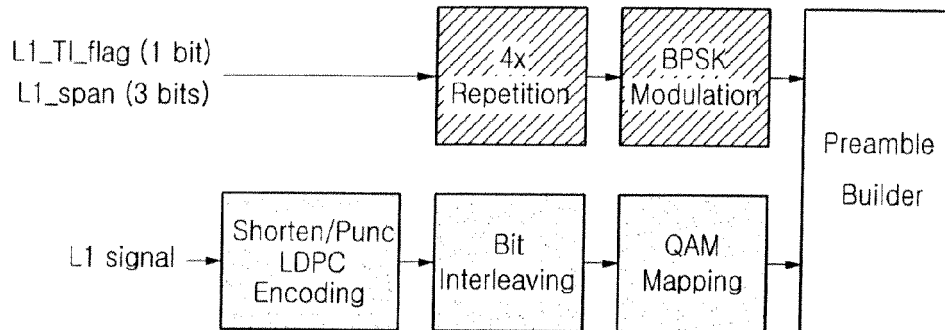 L1_TI_flag (1 bit)
L1_span (3 bits)
4x
Repetition
BPSK
Modulation
Preamble
Builder
L1 signal
Shorten/Punc
LDPC
Encoding
Bit
Interleaving
QAM
Mapping